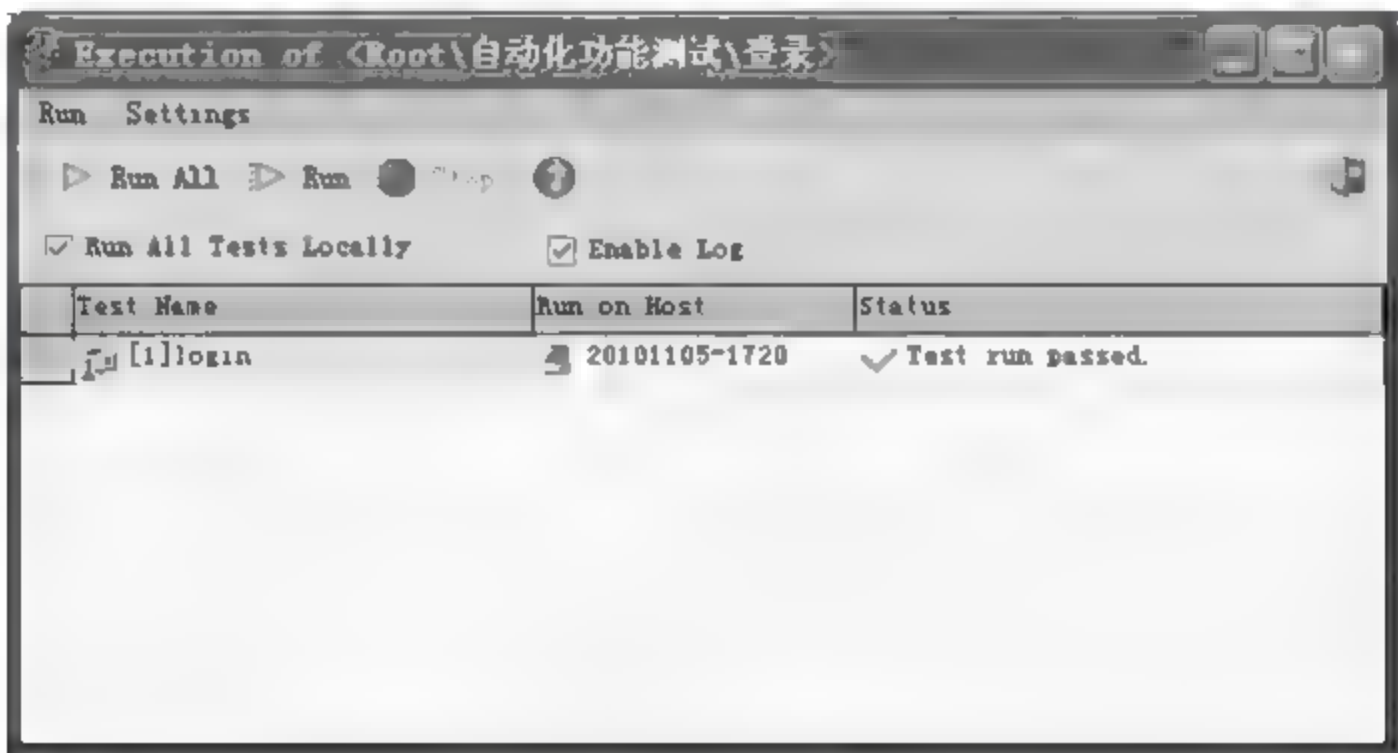 Execution of <Root\自动化功能测试\登录>
Run Settings
Run All Run Stop
Run All Tests Locally Enable Log
Test Name Run on Host Status
[1]login 20101105-1720 Test run passed.